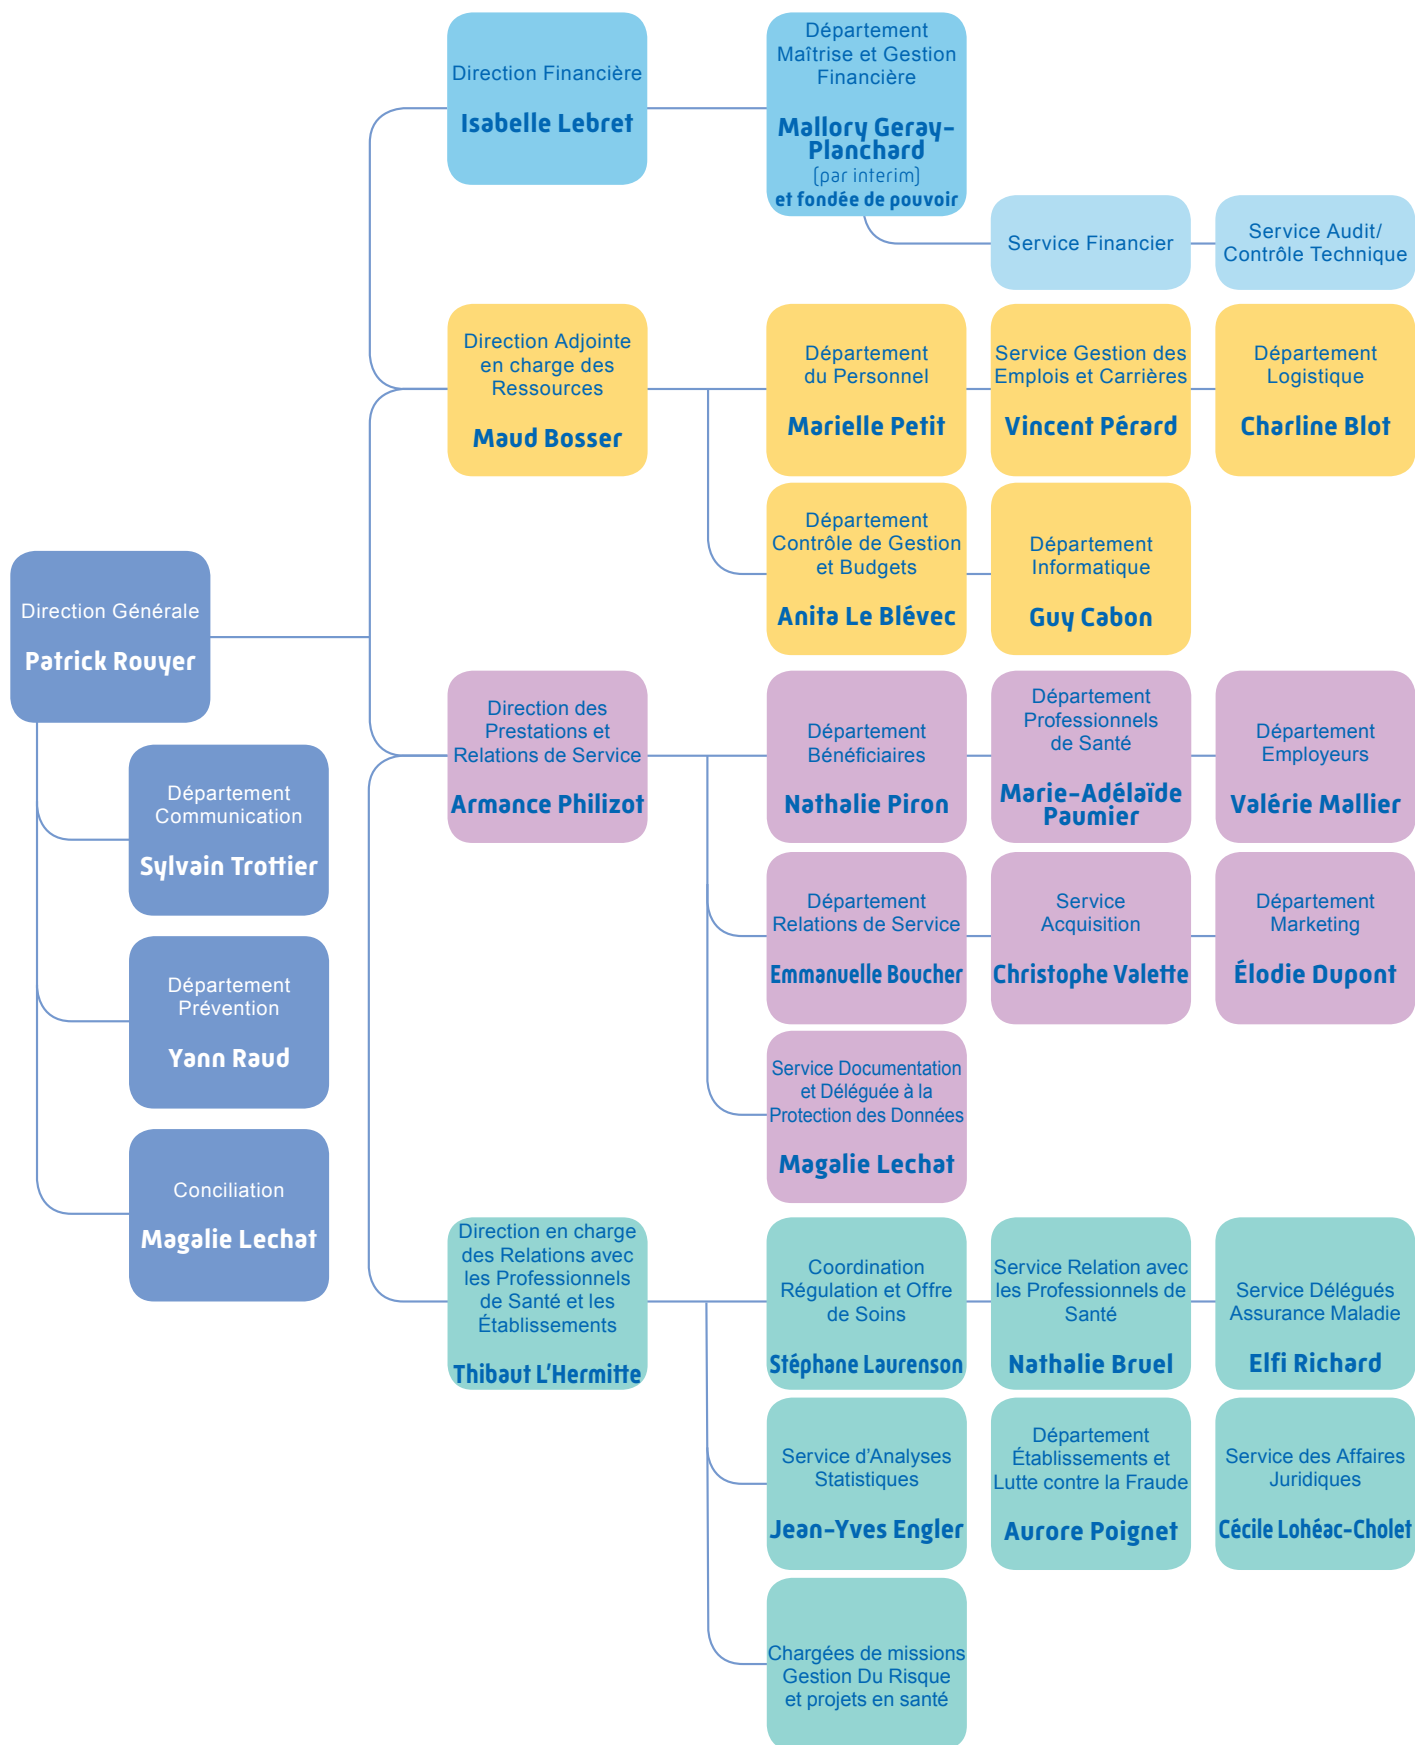 Direction Générale
Patrick Rouyer
Département
Communication
Sylvain Trottier
Département
Prévention
Yann Raud
Conciliation
Magalie Lechat
Direction Financière
Isabelle Lebret
Département
Maîtrise et Gestion
Financière
Mallory Geray-
Planchard
(par interim)
et fondée de pouvoir
Service Financier
Service Audit/
Contrôle Technique
Direction Adjointe
en charge des
Ressources
Maud Bosser
Département
du Personnel
Marielle Petit
Service Gestion des
Emplois et Carrières
Vincent Pérard
Département
Logistique
Charline Blot
Département
Contrôle de Gestion
et Budgets
Anita Le Blévec
Département
Informatique
Guy Cabon
Direction des
Prestations et
Relations de Service
Armance Philizot
Département
Bénéficiaires
Nathalie Piron
Département
Professionnels
de Santé
Marie-Adélaïde
Paumier
Département
Employeurs
Valérie Mallier
Département
Relations de Service
Emmanuelle Boucher
Service
Acquisition
Christophe Valette
Département
Marketing
Élodie Dupont
Service Documentation
et Déléguée à la
Protection des Données
Magalie Lechat
Direction en charge
des Relations avec
les Professionnels
de Santé et les
Établissements
Thibaut L'Hermitte
Coordination
Régulation et Offre
de Soins
Stéphane Laurenson
Service Relation avec
les Professionnels de
Santé
Nathalie Bruel
Service Délégués
Assurance Maladie
Elfi Richard
Service d'Analyses
Statistiques
Jean-Yves Engler
Département
Établissements et
Lutte contre la Fraude
Aurore Poignet
Service des Affaires
Juridiques
Cécile Lohéac-Cholet
Chargées de missions
Gestion Du Risque
et projets en santé